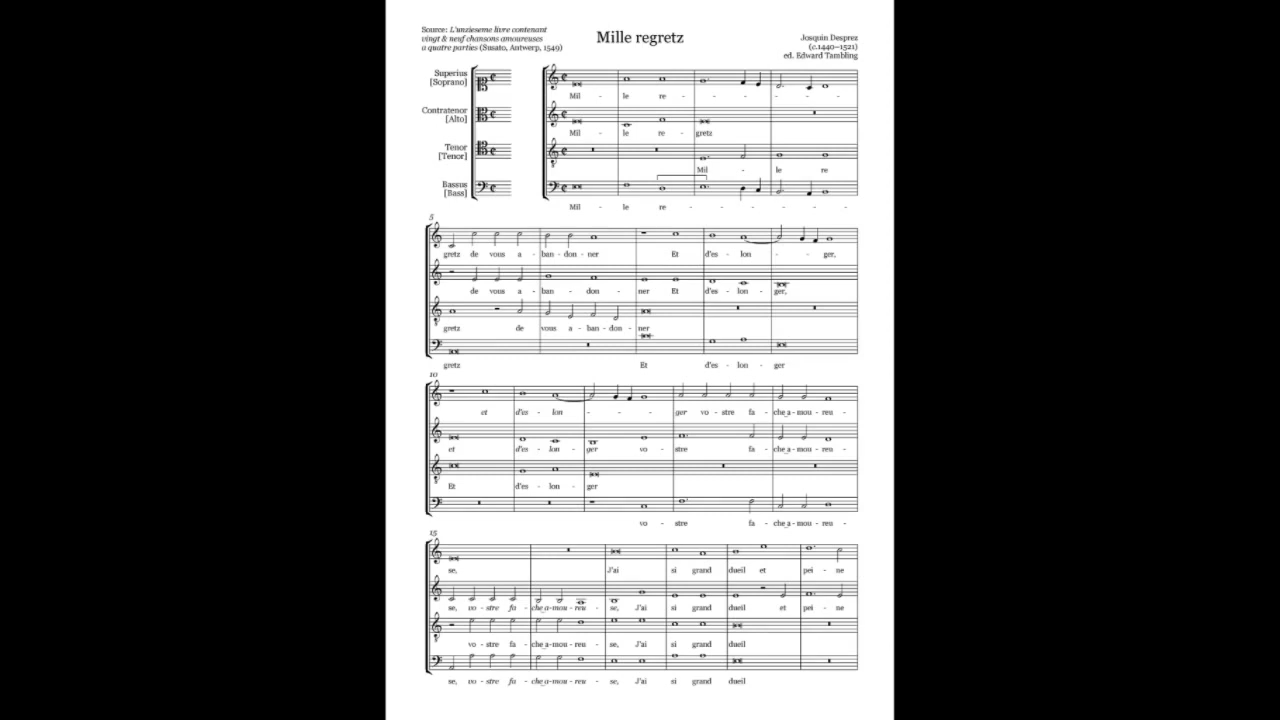 Source: L'unzieseme livre contenant
vingt & neuf chansons amoureuses
a quatre parties (Susato, Antwerp, 1549)
Mille regretz
Josquin Desprez
(c.1440–1521)
ed. Edward Tambling
Superius
[Soprano]
Mil - le re - - - - - -
Contratenor
[Alto]
Mil - le re - gretz
Tenor
[Tenor]
Mil - le re
Bassus
[Bass]
Mil - le re - - - - - -
5
gretz de vous a - ban - don - ner Et d'es - lon - - ger,
de vous a - ban - don - ner Et d'es - lon - ger,
gretz de vous a - ban - don - ner
gretz Et d'es - lon - ger
10
et d'es - lon - - - ger vo - stre fa - che_a - mou - reu -
et d'es - lon - ger vo - stre fa - che_a - mou - reu -
Et d'es - lon - ger
vo - stre fa - che_a - mou - reu -
15
se, J'ai si grand dueil et pei - ne
se, vo - stre fa - che_a - mou - reu - se, J'ai si grand dueil et pei - ne
vo - stre fa - che_a - mou - reu - se, J'ai si grand dueil
se, vo - stre fa - che_a - mou - reu - se, J'ai si grand dueil